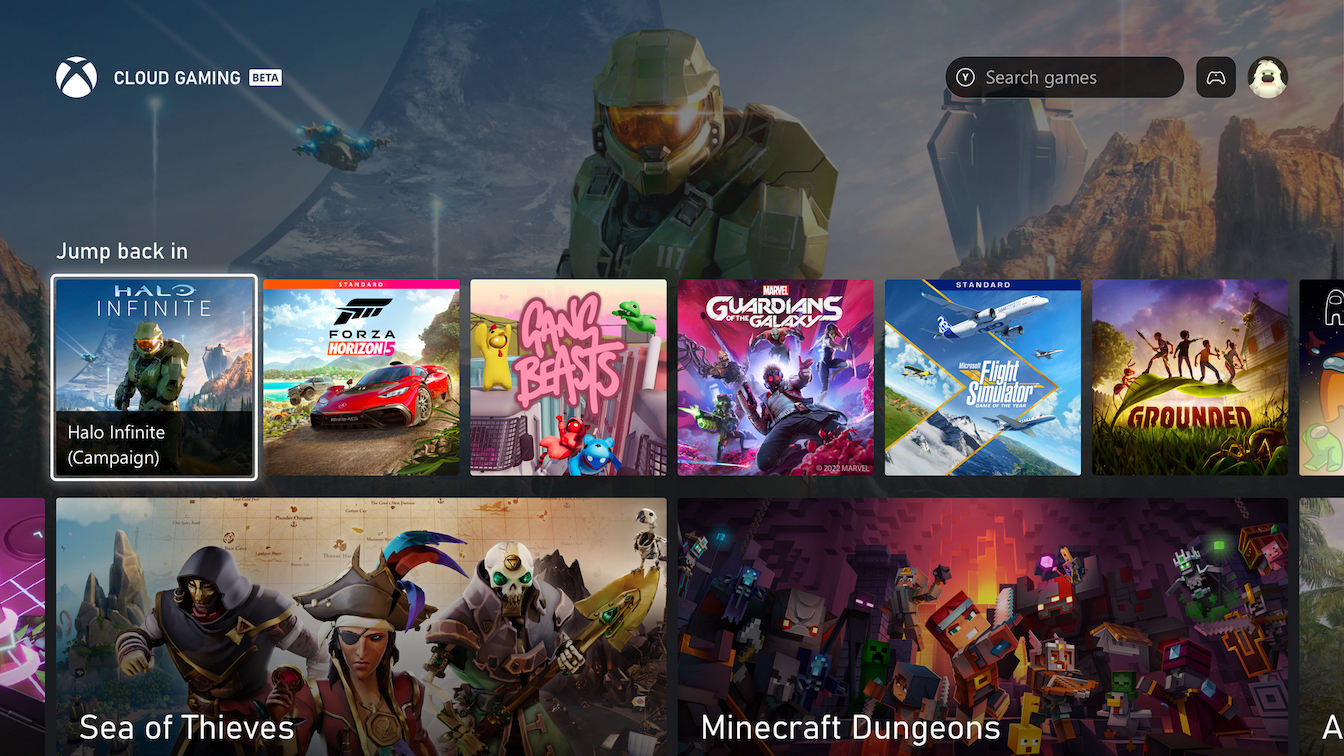 CLOUD GAMING BETA
Y Search games
117
Jump back in
HALO
INFINITE
Halo Infinite
(Campaign)
STANDARD
FORZA
HORIZON 5
GANG
BEASTS
MARVEL
GUARDIANS
OF THE GALAXY
© 2022 MARVEL
STANDARD
Microsoft
Flight
Simulator
GAME OF THE YEAR
GROUNDED
Sea of Thieves
Minecraft Dungeons
A